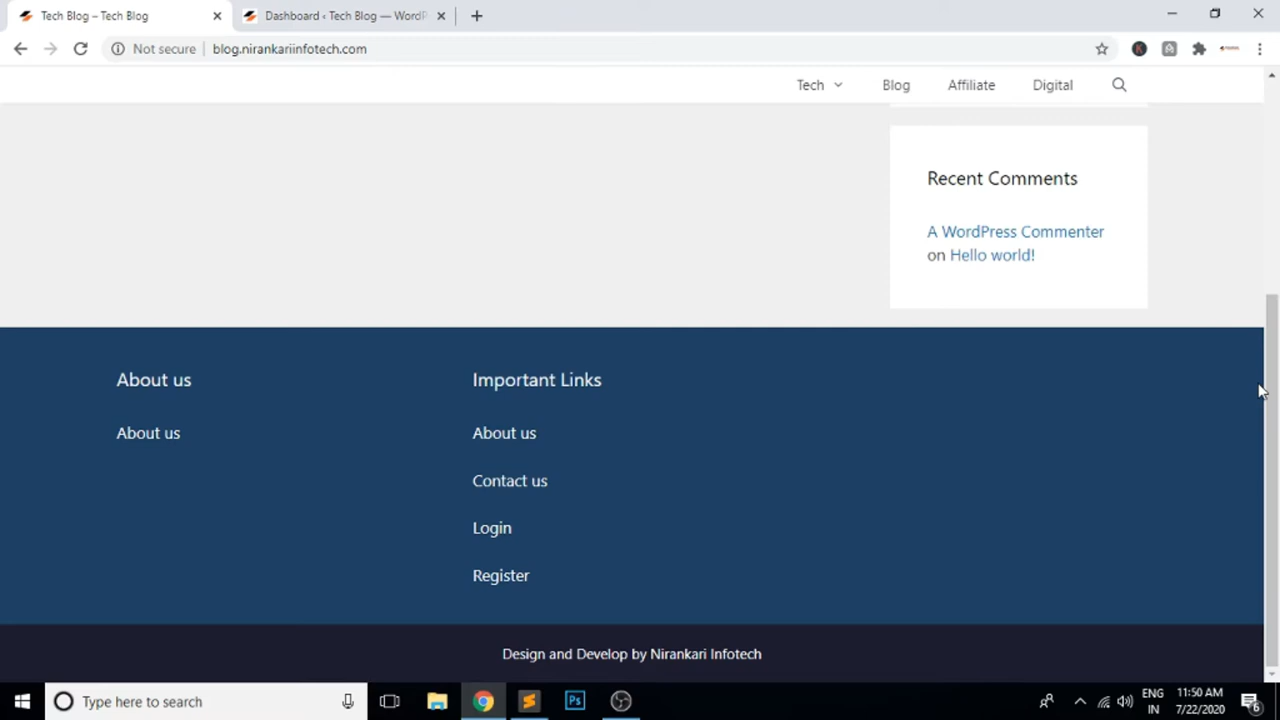 Tech Blog – Tech Blog
Dashboard ‹ Tech Blog — WordP
Not secure
blog.nirankariinfotech.com
Tech
Blog
Affiliate
Digital
Recent Comments
A WordPress Commenter
on Hello world!
About us
About us
Important Links
About us
Contact us
Login
Register
Design and Develop by Nirankari Infotech
Type here to search
Ps
ENG
IN
11:50 AM
7/22/2020
6